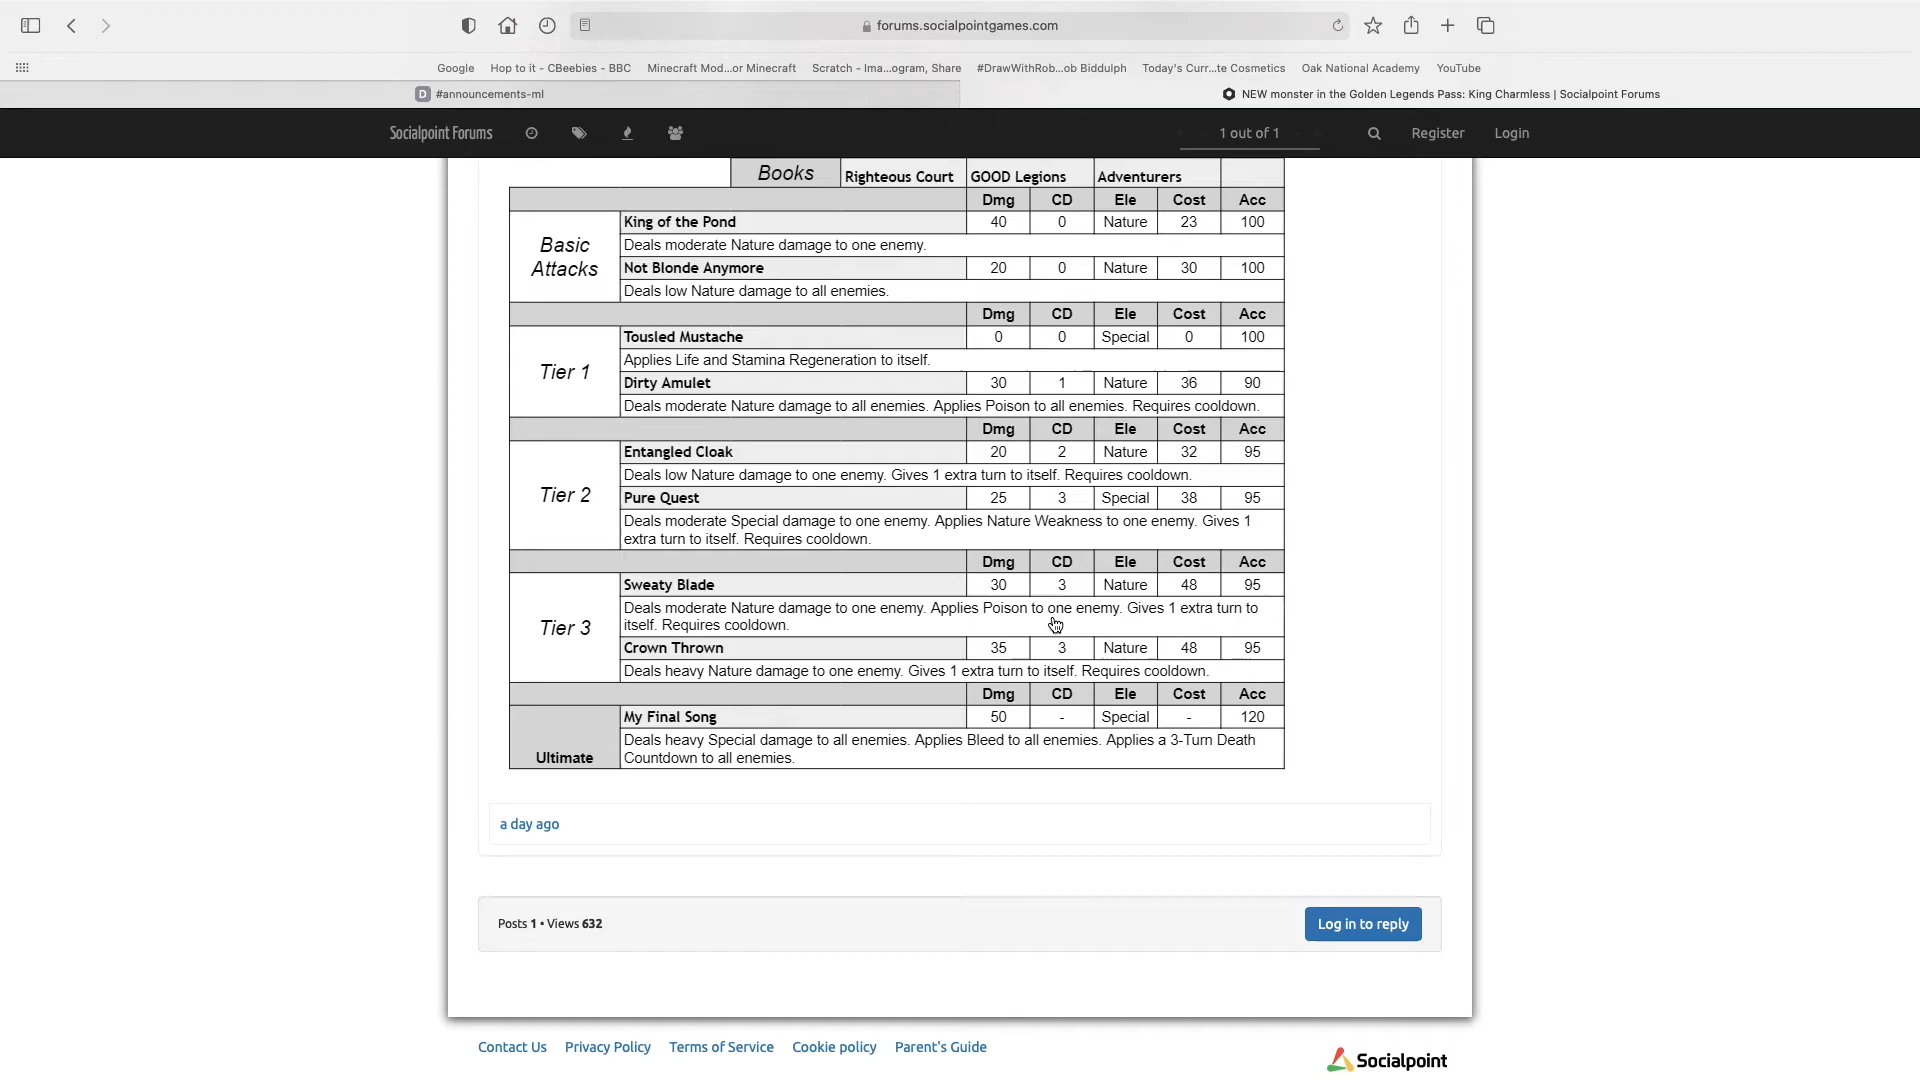 forums.socialpointgames.com
Google Hop to it - CBeebies - BBC Minecraft Mod...or Minecraft Scratch - Ima...ogram, Share #DrawWithRob...ob Biddulph Today's Curr...te Cosmetics Oak National Academy YouTube
D #announcements-ml NEW monster in the Golden Legends Pass: King Charmless | Socialpoint Forums
Socialpoint Forums 1 out of 1 Register Login
Books Righteous Court GOOD Legions Adventurers
Dmg CD Ele Cost Acc
Basic Attacks
King of the Pond 40 0 Nature 23 100
Deals moderate Nature damage to one enemy.
Not Blonde Anymore 20 0 Nature 30 100
Deals low Nature damage to all enemies.
Dmg CD Ele Cost Acc
Tier 1
Tousled Mustache 0 0 Special 0 100
Applies Life and Stamina Regeneration to itself.
Dirty Amulet 30 1 Nature 36 90
Deals moderate Nature damage to all enemies. Applies Poison to all enemies. Requires cooldown.
Dmg CD Ele Cost Acc
Tier 2
Entangled Cloak 20 2 Nature 32 95
Deals low Nature damage to one enemy. Gives 1 extra turn to itself. Requires cooldown.
Pure Quest 25 3 Special 38 95
Deals moderate Special damage to one enemy. Applies Nature Weakness to one enemy. Gives 1
extra turn to itself. Requires cooldown.
Dmg CD Ele Cost Acc
Tier 3
Sweaty Blade 30 3 Nature 48 95
Deals moderate Nature damage to one enemy. Applies Poison to one enemy. Gives 1 extra turn to
itself. Requires cooldown.
Crown Thrown 35 3 Nature 48 95
Deals heavy Nature damage to one enemy. Gives 1 extra turn to itself. Requires cooldown.
Dmg CD Ele Cost Acc
Ultimate
My Final Song 50 - Special - 120
Deals heavy Special damage to all enemies. Applies Bleed to all enemies. Applies a 3-Turn Death
Countdown to all enemies.
a day ago
Posts 1 • Views 632 Log in to reply
Contact Us Privacy Policy Terms of Service Cookie policy Parent's Guide
Socialpoint